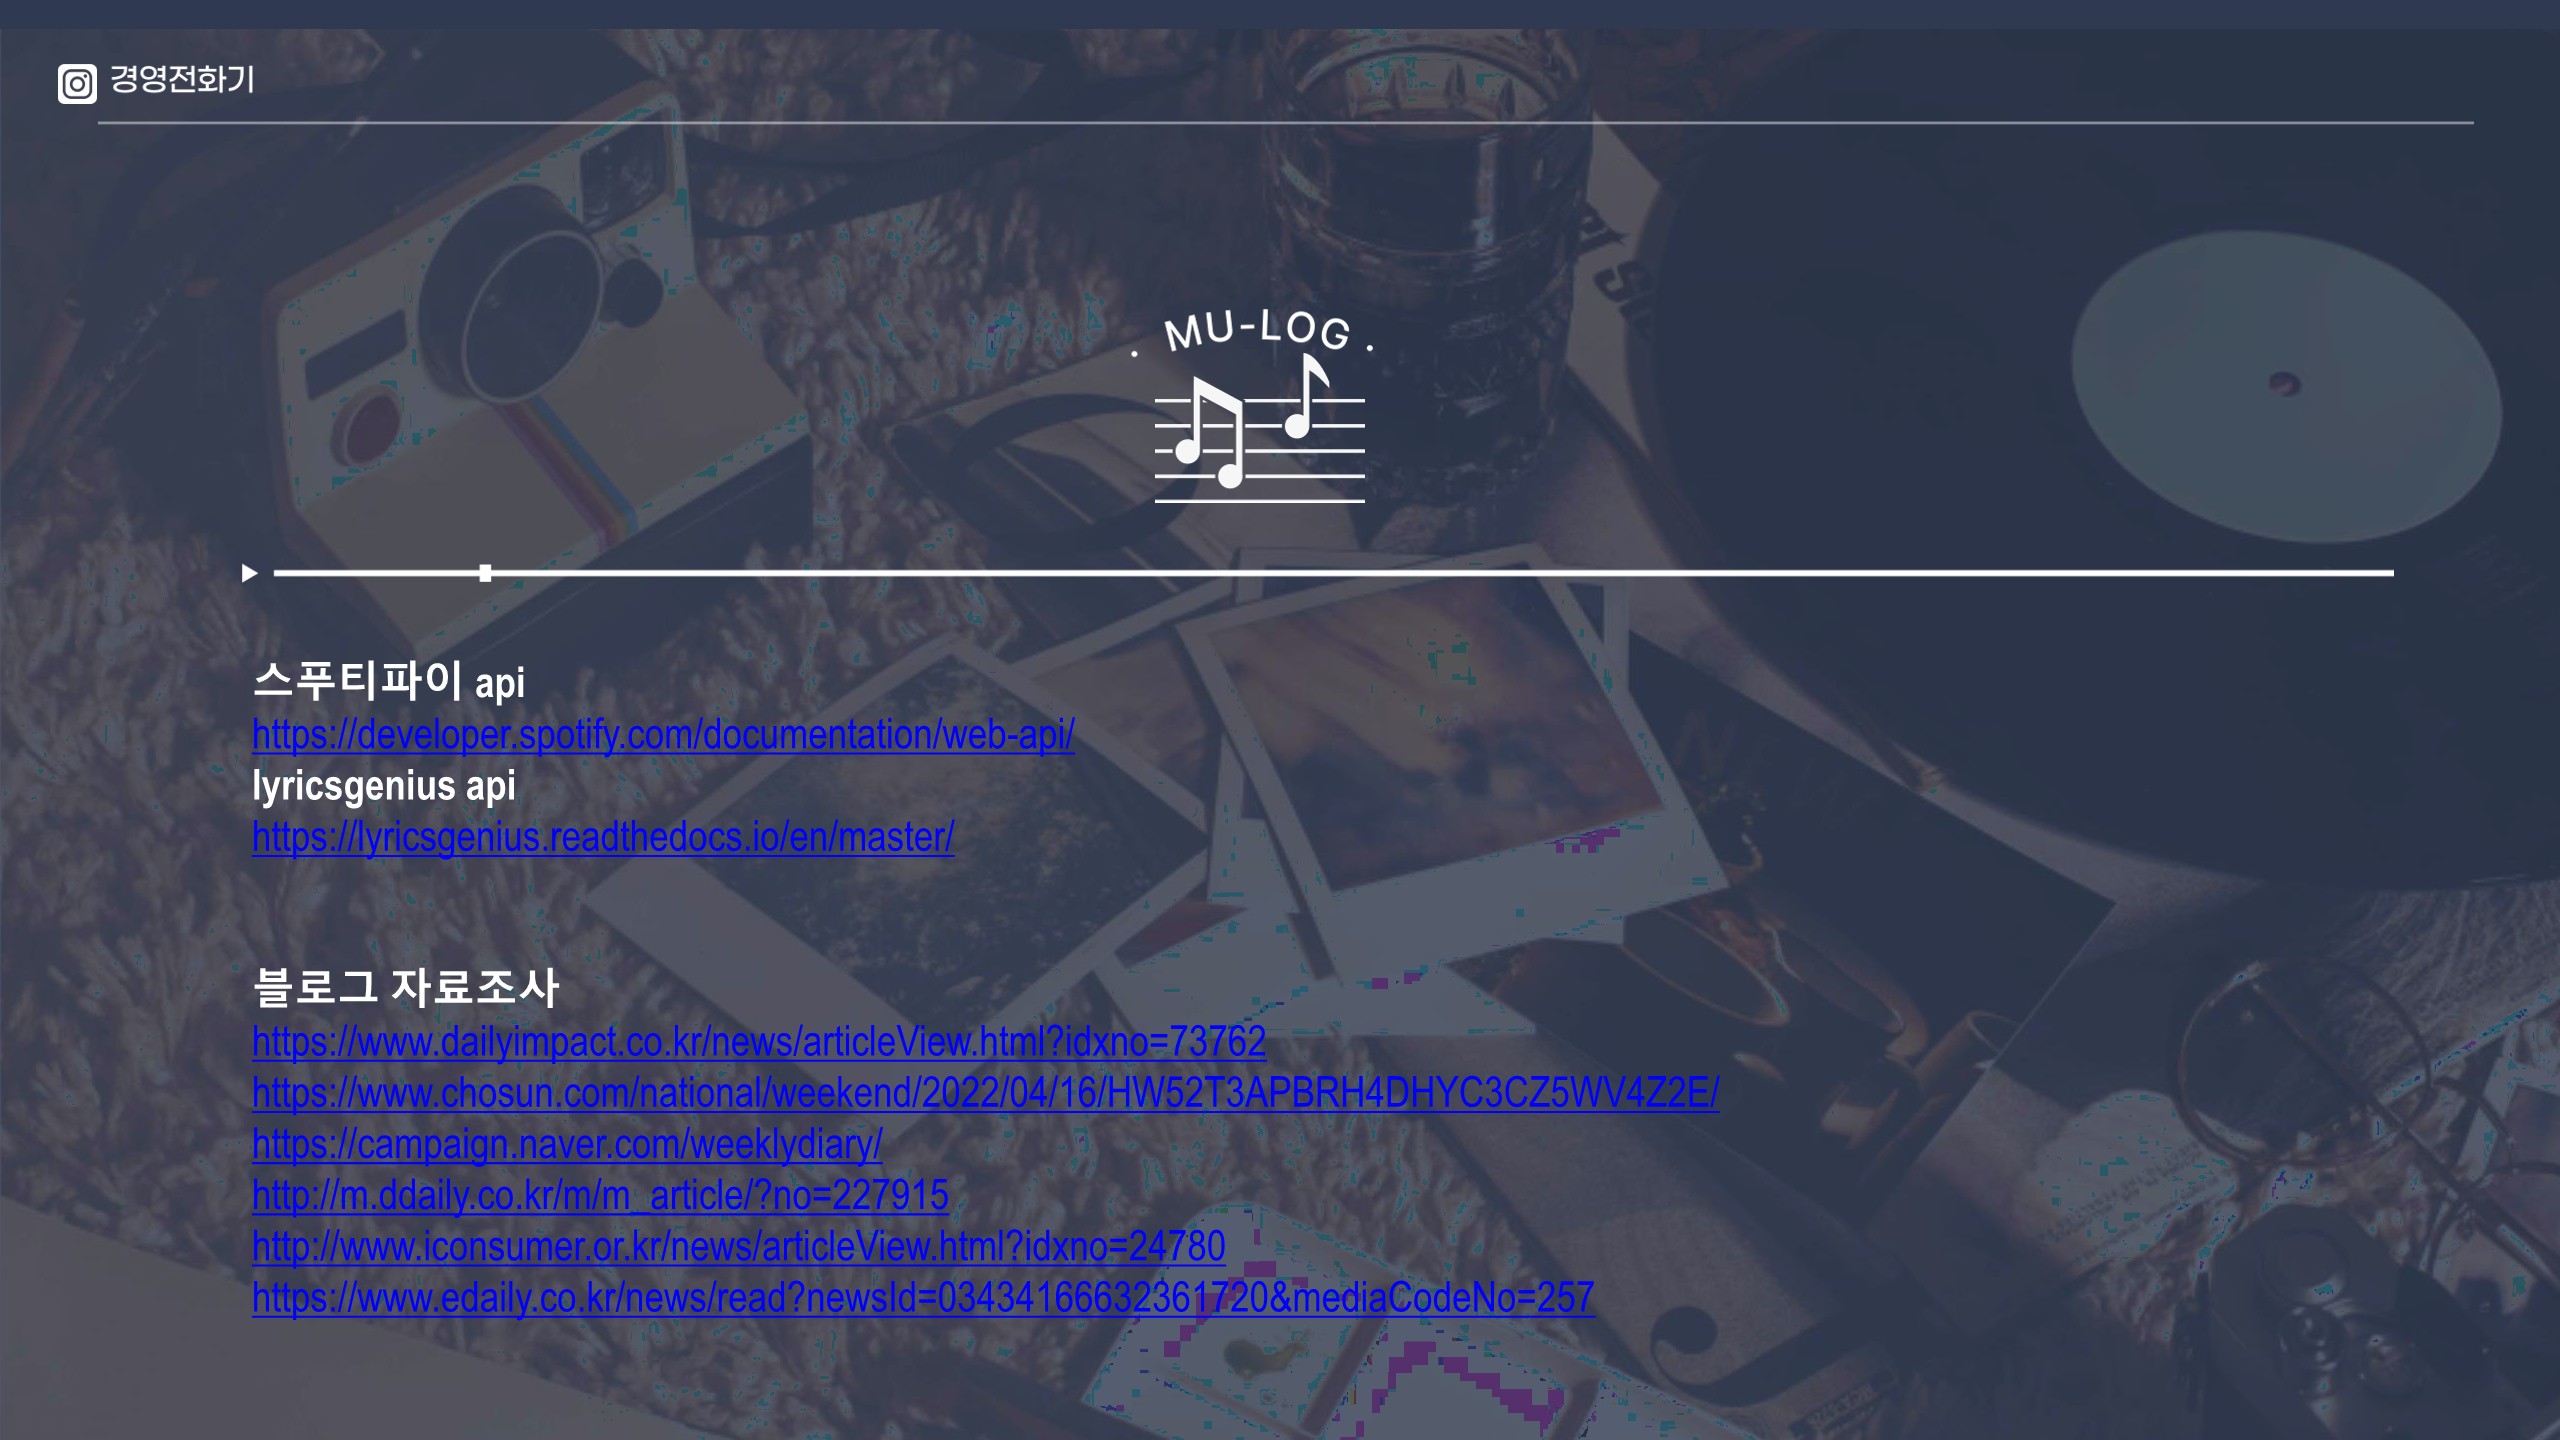 경영전화기
. MU-LOG .
스푸티파이 api
https://developer.spotify.com/documentation/web-api/
lyricsgenius api
https://lyricsgenius.readthedocs.io/en/master/
블로그 자료조사
https://www.dailyimpact.co.kr/news/articleView.html?idxno=73762
https://www.chosun.com/national/weekend/2022/04/16/HW52T3APBRH4DHYC3CZ5WV4Z2E/
https://campaign.naver.com/weeklydiary/
http://m.ddaily.co.kr/m/m_article/?no=227915
http://www.iconsumer.or.kr/news/articleView.html?idxno=24780
https://www.edaily.co.kr/news/read?newsId=03434166632361720&mediaCodeNo=257